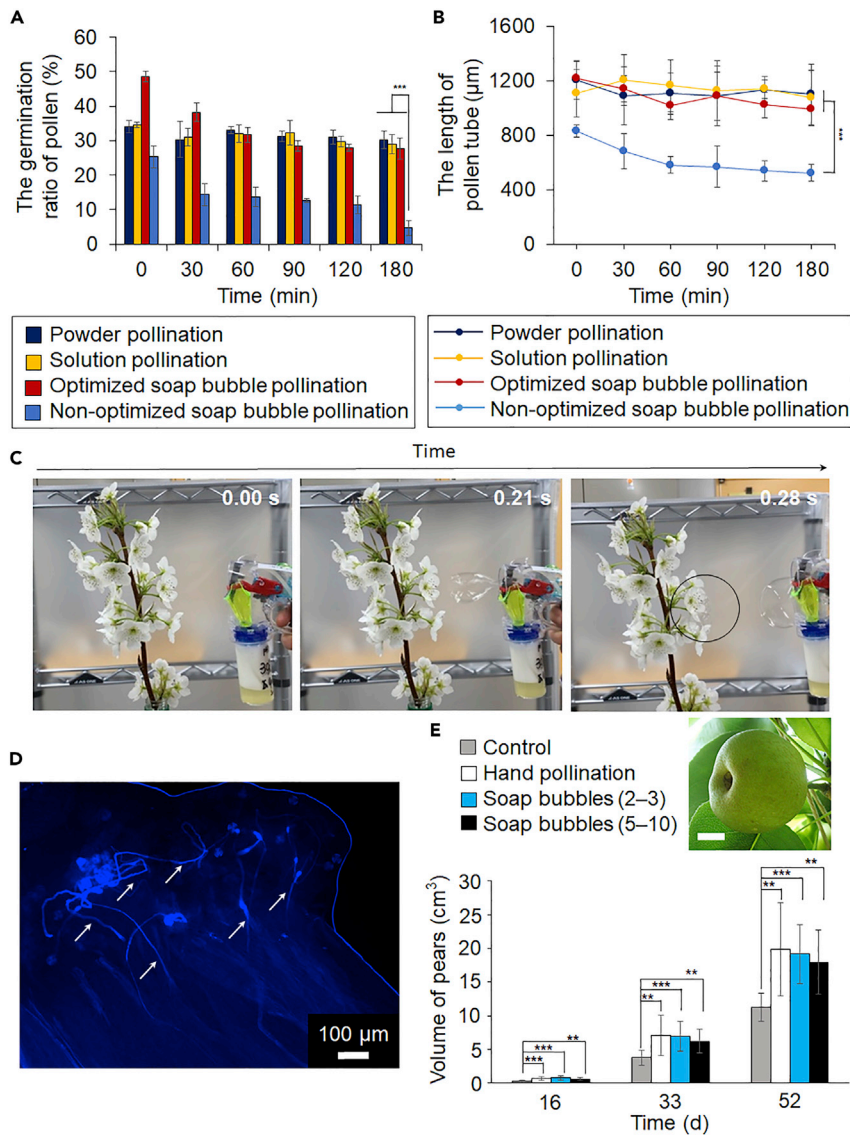 A
The germination
ratio of pollen (%)
60
50
40
30
20
10
0
***
0 30 60 90 120 180
Time (min)
Powder pollination
Solution pollination
Optimized soap bubble pollination
Non-optimized soap bubble pollination
B
The length of
pollen tube (µm)
1600
1200
800
400
0
***
0 30 60 90 120 180
Time (min)
Powder pollination
Solution pollination
Optimized soap bubble pollination
Non-optimized soap bubble pollination
C
Time
0.00 s
0.21 s
0.28 s
D
100 µm
E
Control
Hand pollination
Soap bubbles (2–3)
Soap bubbles (5–10)
Volume of pears (cm³)
30
25
20
15
10
5
0
**
***
***
**
***
**
**
***
**
16 33 52
Time (d)